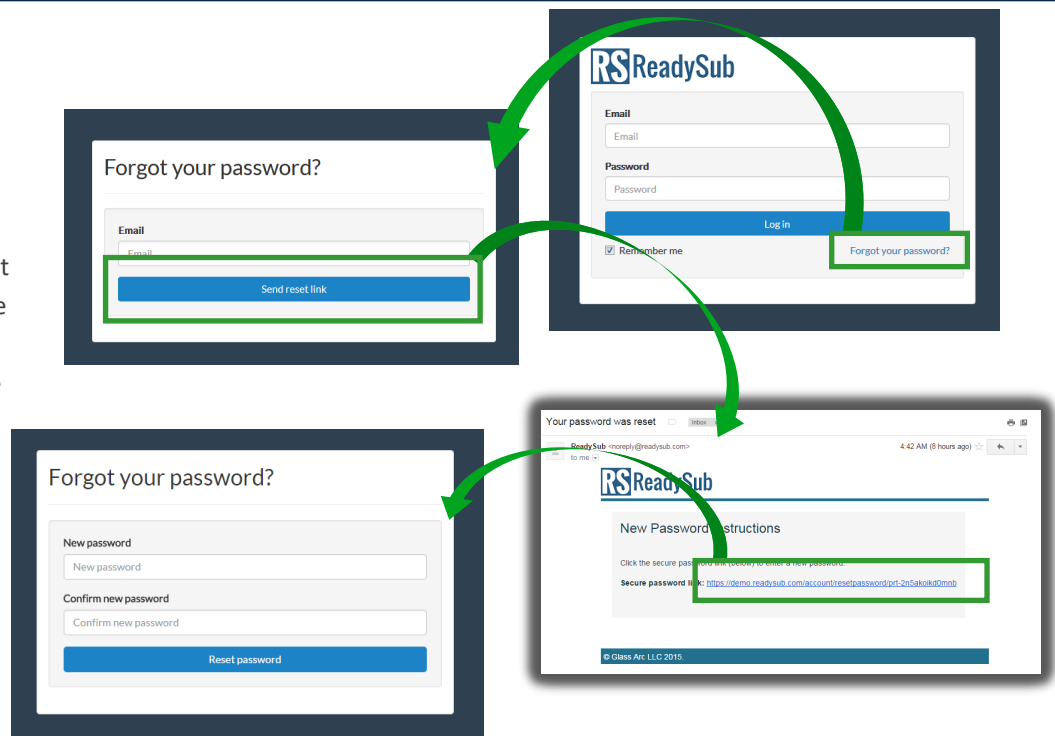 RS ReadySub
Email
Email
Password
Password
Log in
Remember me
Forgot your password?
Forgot your password?
Email
Email
Send reset link
t
e
Your password was reset
Inbox
ReadySub <noreply@readysub.com>
4:42 AM (8 hours ago)
to me
RS ReadySub
New Password Instructions
Click the secure password link (below) to enter a new password.
Secure password link: https://demo.readysub.com/account/resetpassword/prt-2n5akoikd0mnb
© Glass Arc LLC 2015.
Forgot your password?
New password
New password
Confirm new password
Confirm new password
Reset password